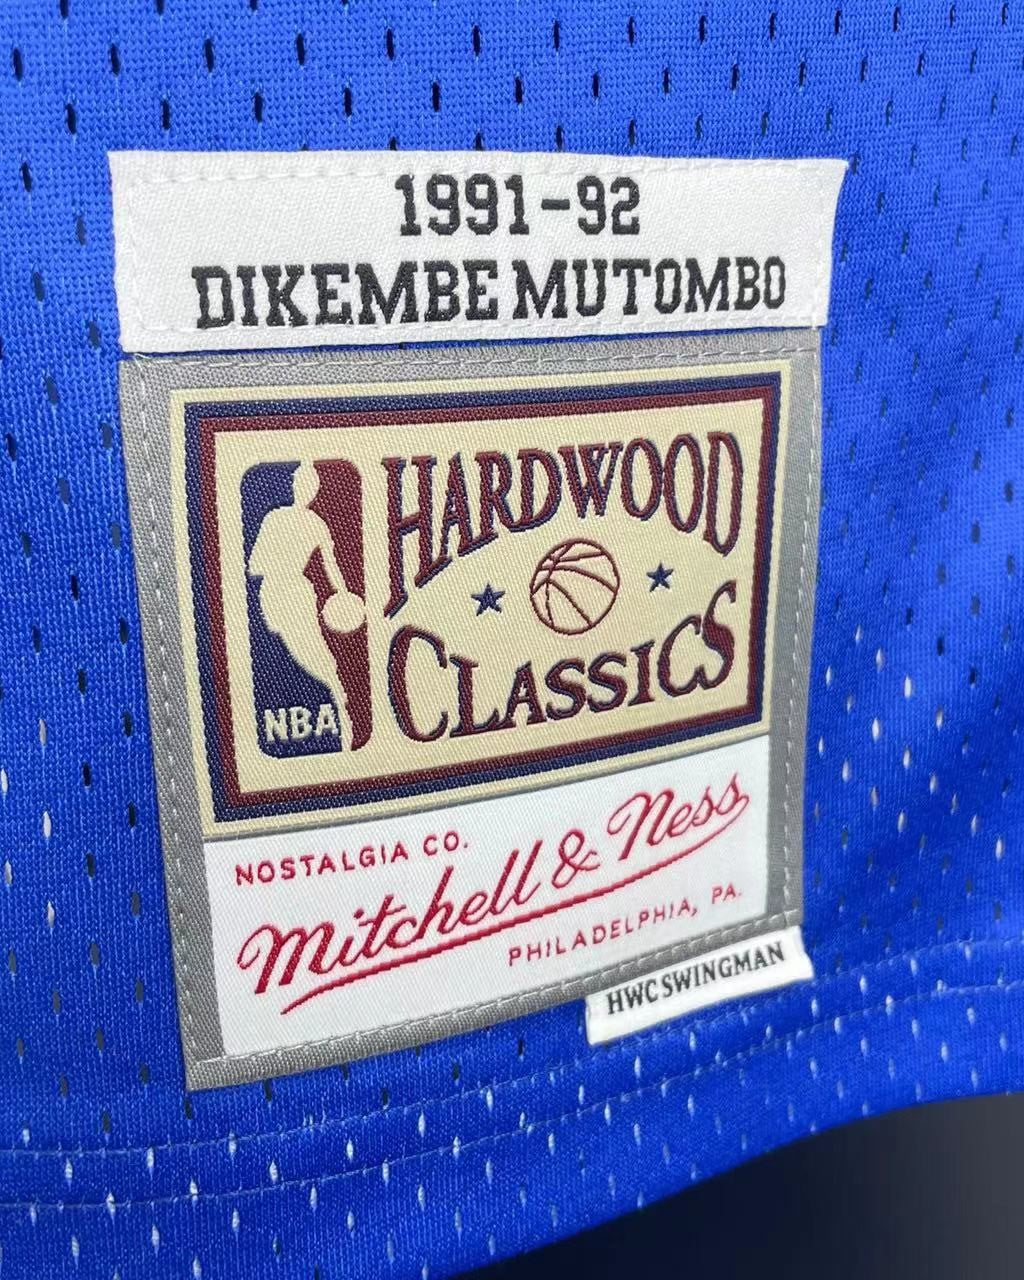 1991-92
DIKEMBE MUTOMBO
HARDWOOD
CLASSICS
NBA
NOSTALGIA CO.
Mitchell & Ness
PHILADELPHIA, PA.
HWC SWINGMAN